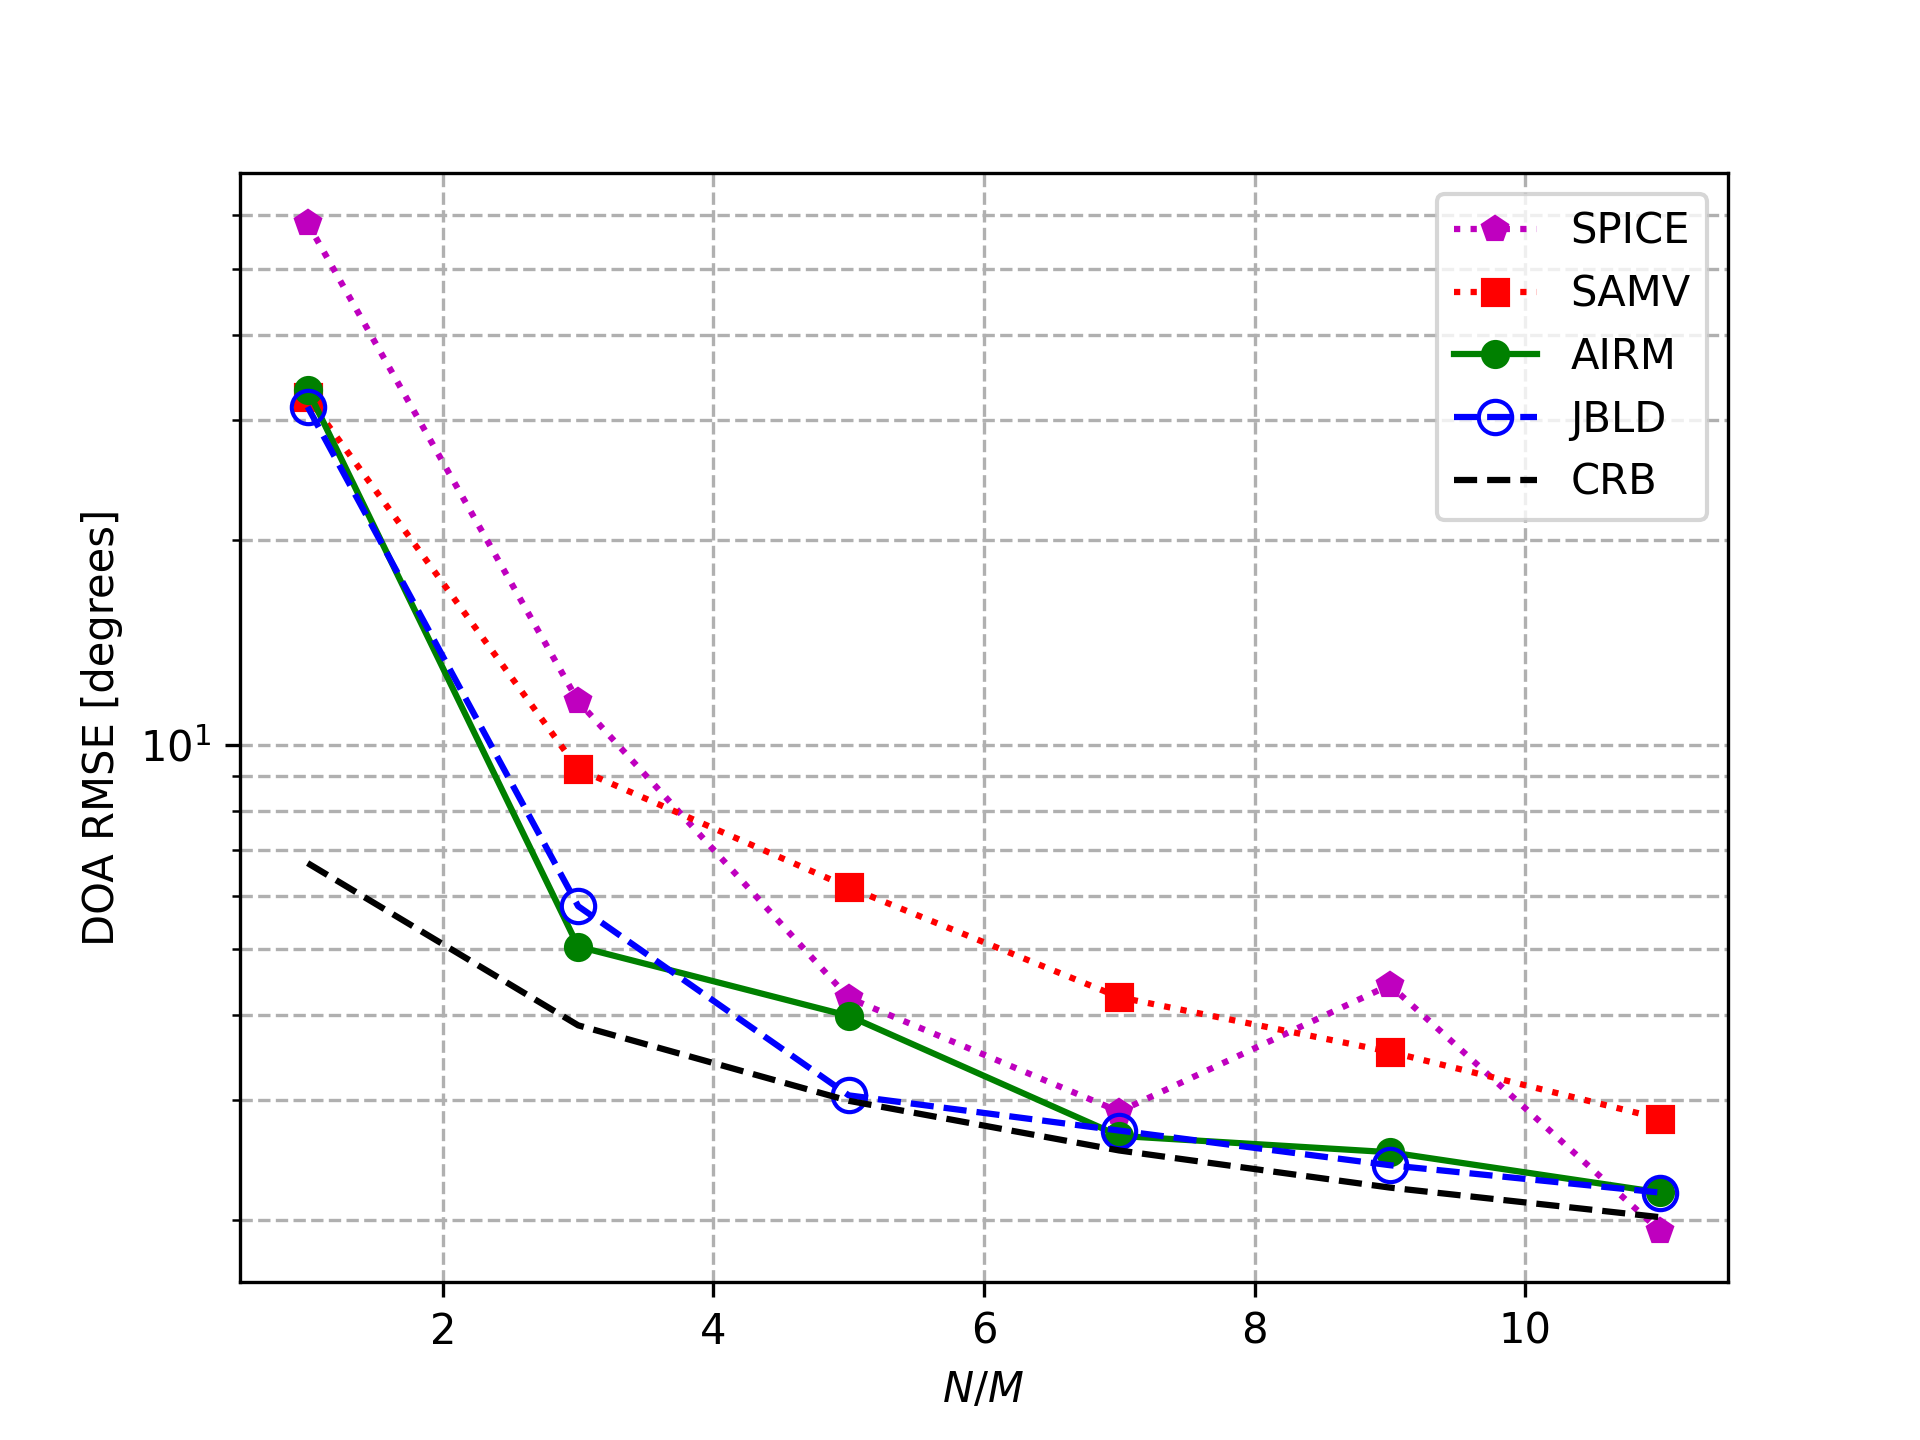 SPICE
SAMV
AIRM
JBLD
CRB
DOA RMSE [degrees]
10¹
2 4 6 8 10
N/M